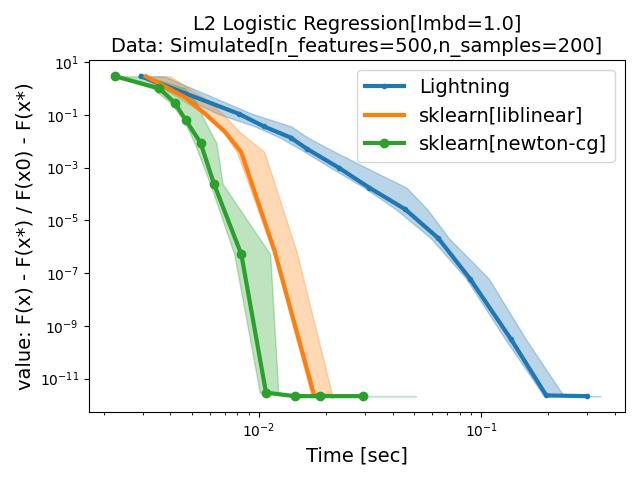 L2 Logistic Regression[lmbd=1.0]
Data: Simulated[n_features=500,n_samples=200]
value: F(x) - F(x*) / F(x0) - F(x*)
10¹
10⁻¹
10⁻³
10⁻⁵
10⁻⁷
10⁻⁹
10⁻¹¹
Lightning
sklearn[liblinear]
sklearn[newton-cg]
10⁻²
10⁻¹
Time [sec]